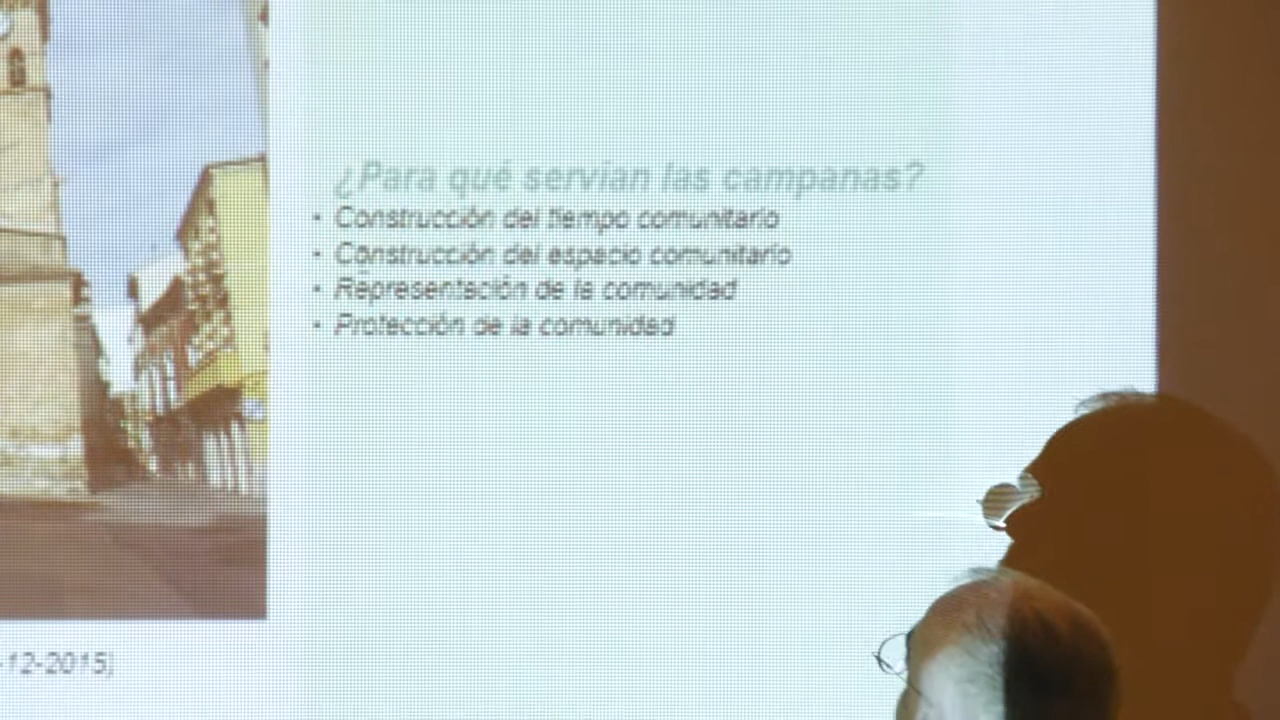 ¿Para qué servían las campanas?
• Construcción del tiempo comunitario
• Construcción del espacio comunitario
• Representación de la comunidad
• Protección de la comunidad
-12-2015)